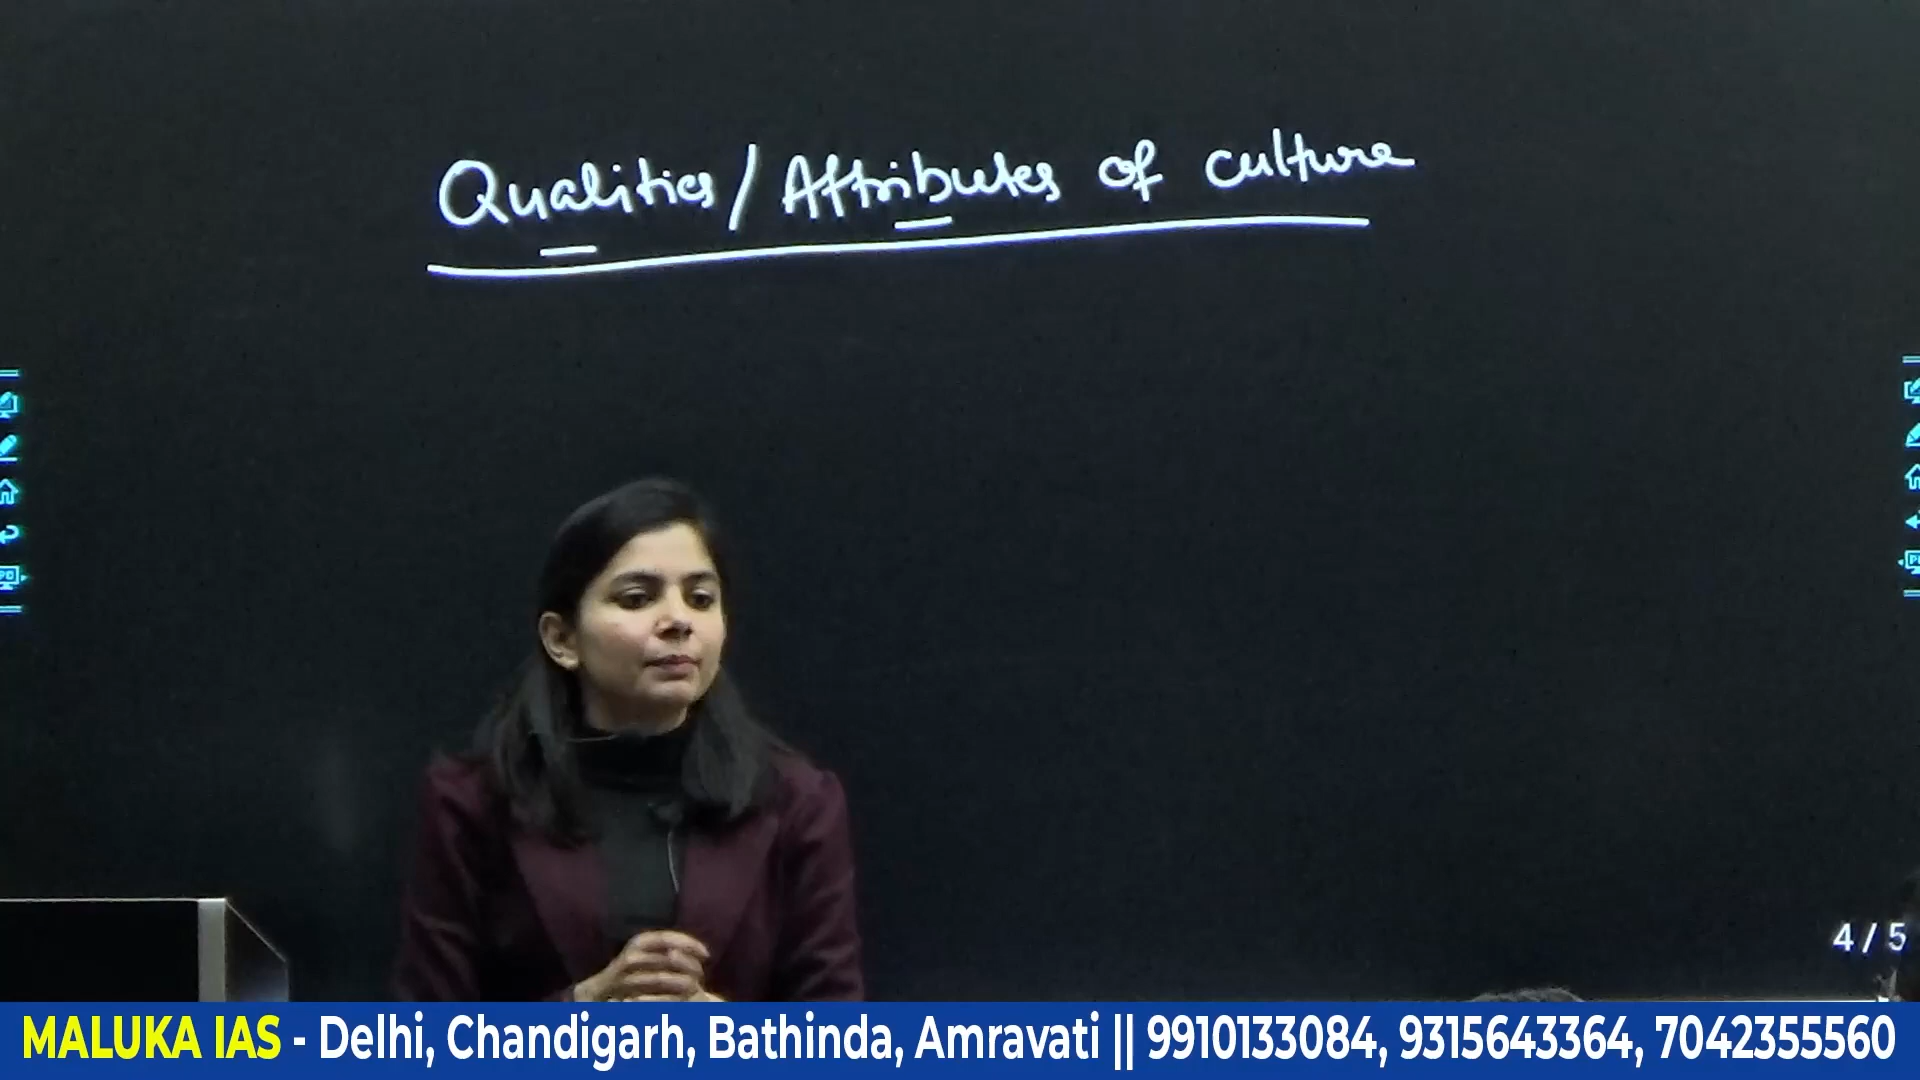 Qualities / Attributes of culture
4 / 5
MALUKA IAS - Delhi, Chandigarh, Bathinda, Amravati || 9910133084, 9315643364, 7042355560